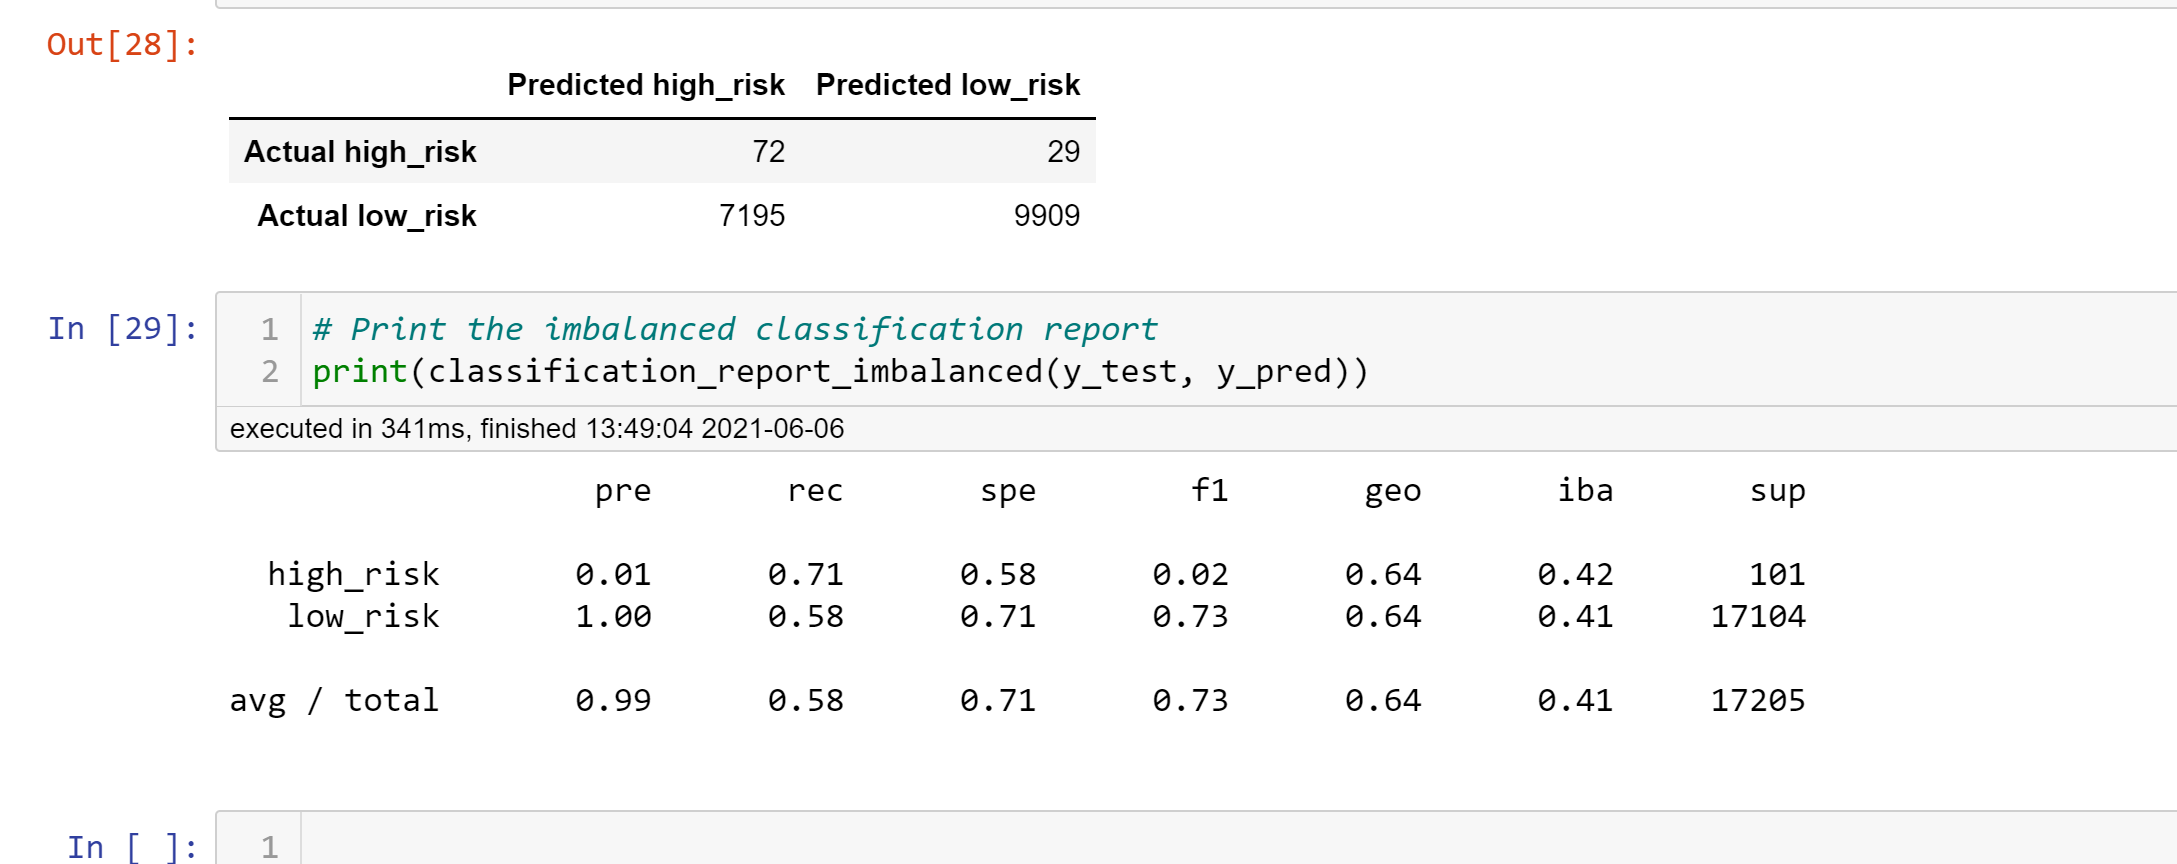 Out[28]:
Predicted high_risk Predicted low_risk
Actual high_risk 72 29
Actual low_risk 7195 9909
In [29]:
1 # Print the imbalanced classification report
2 print(classification_report_imbalanced(y_test, y_pred))
executed in 341ms, finished 13:49:04 2021-06-06
pre rec spe f1 geo iba sup
high_risk 0.01 0.71 0.58 0.02 0.64 0.42 101
low_risk 1.00 0.58 0.71 0.73 0.64 0.41 17104
avg / total 0.99 0.58 0.71 0.73 0.64 0.41 17205
In [ ]: 1